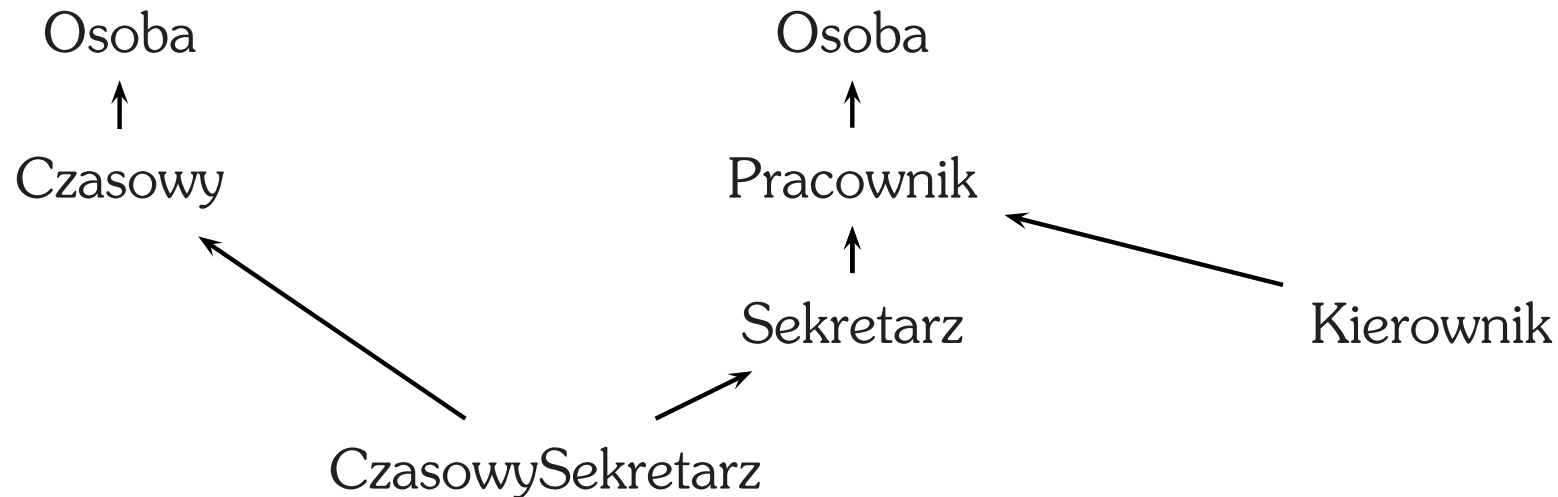 Osoba Osoba
Czasowy Pracownik
Sekretarz Kierownik
CzasowySekretarz